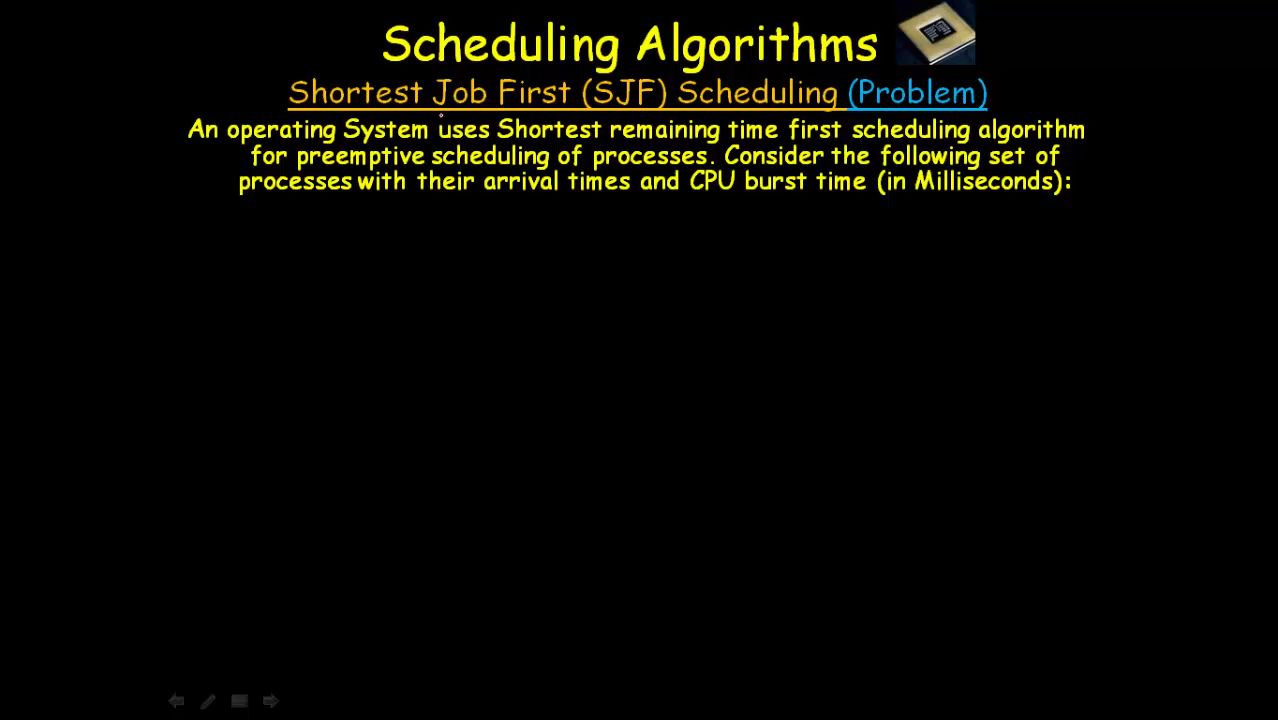 Scheduling Algorithms
Shortest Job First (SJF) Scheduling (Problem)
An operating System uses Shortest remaining time first scheduling algorithm
for preemptive scheduling of processes. Consider the following set of
processes with their arrival times and CPU burst time (in Milliseconds):